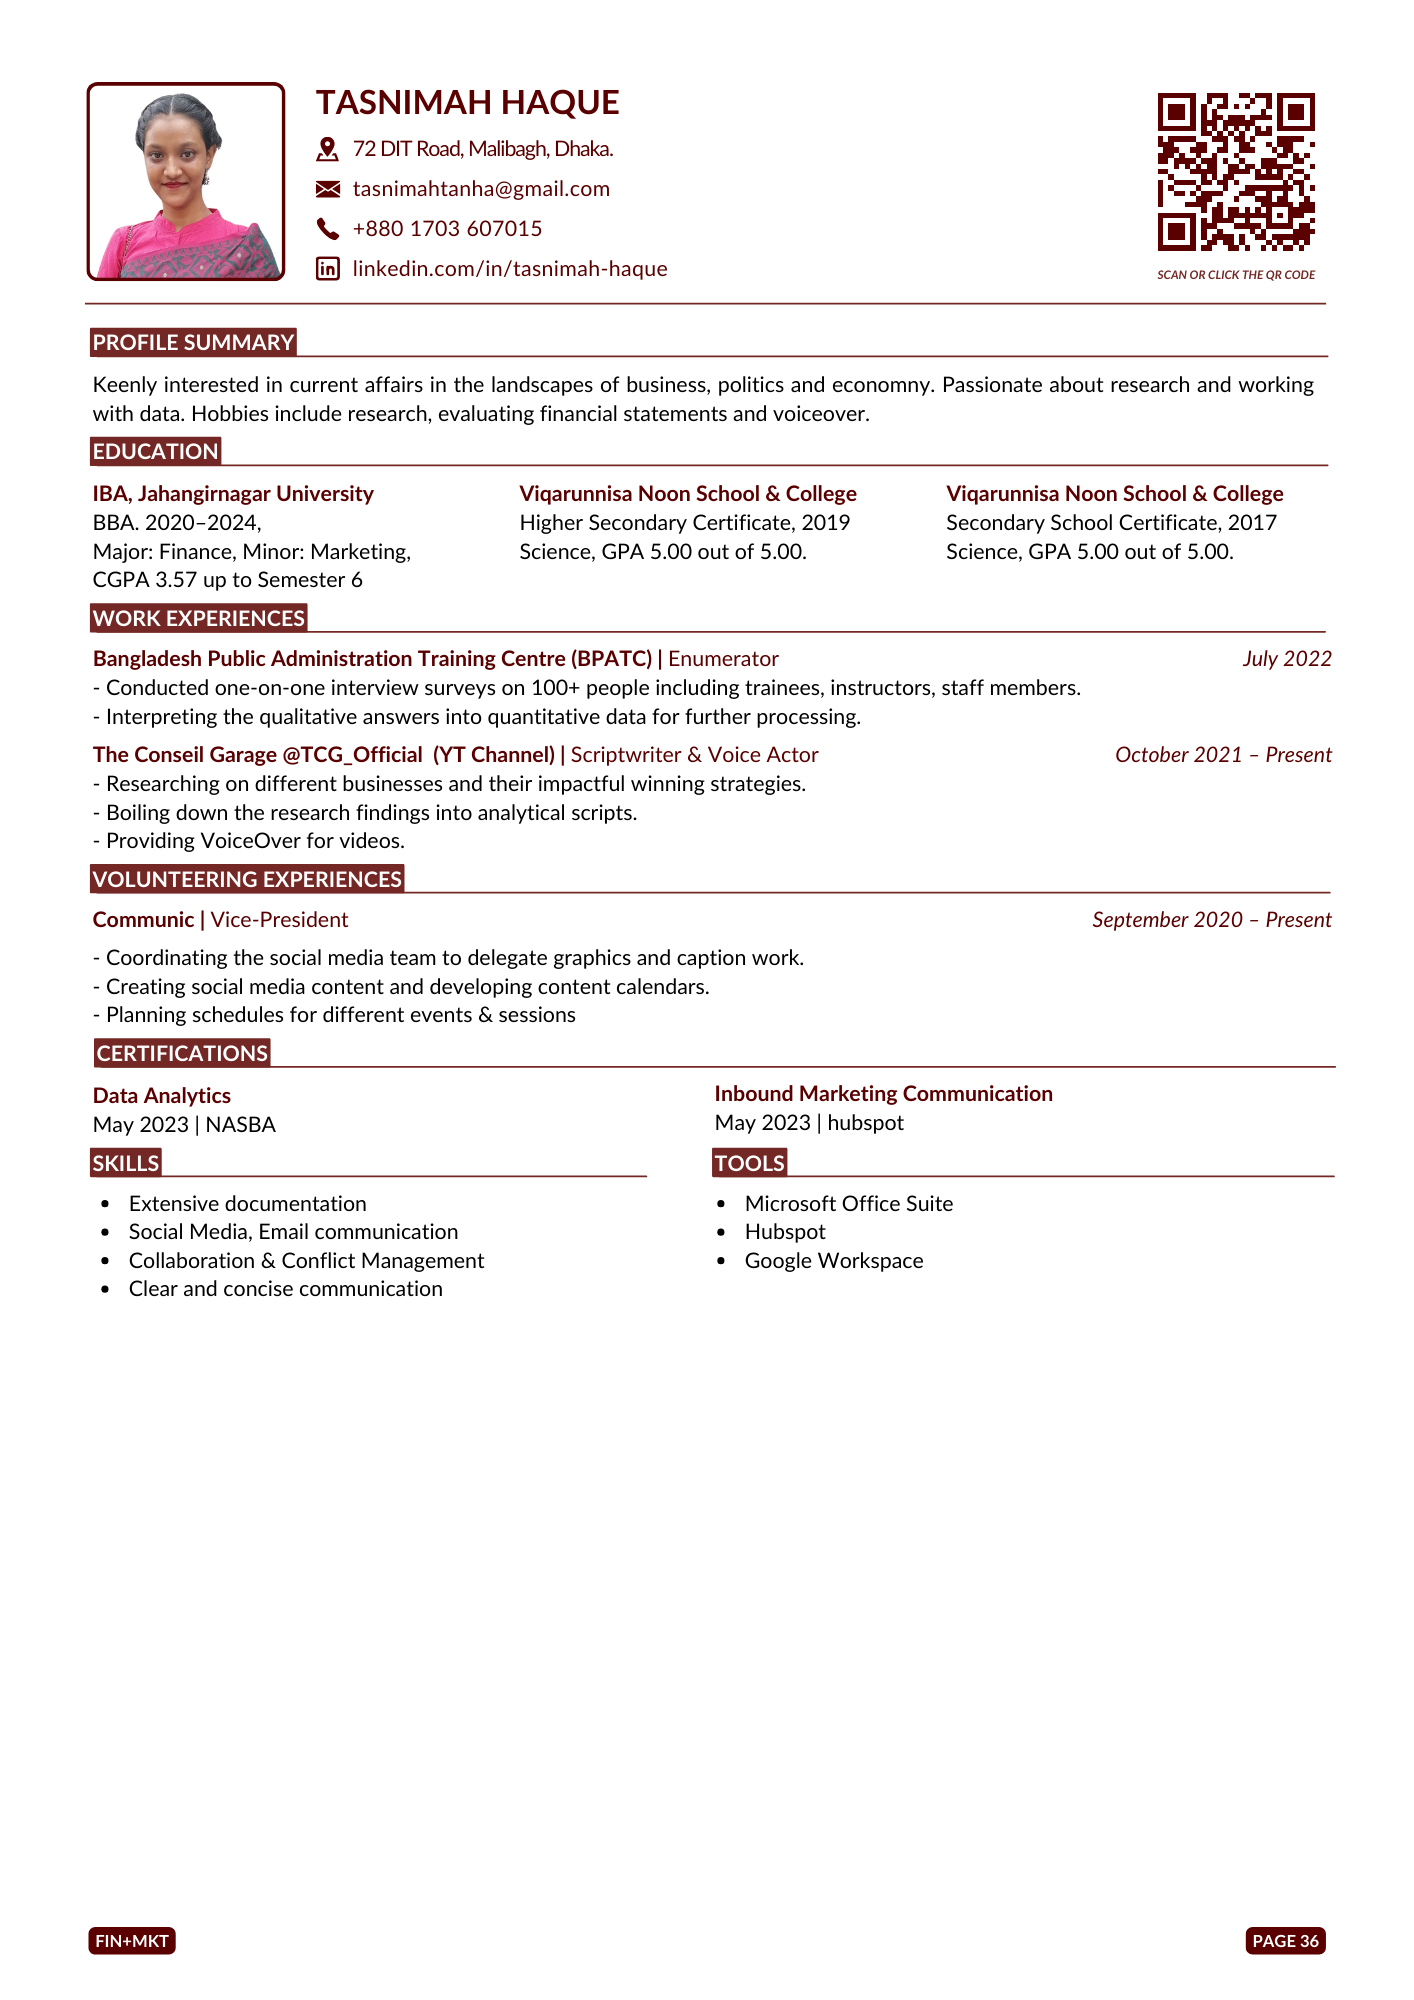 TASNIMAH HAQUE
72 DIT Road, Malibagh, Dhaka.
tasnimahtanha@gmail.com
+880 1703 607015
linkedin.com/in/tasnimah-haque
SCAN OR CLICK THE QR CODE
PROFILE SUMMARY
Keenly interested in current affairs in the landscapes of business, politics and economny. Passionate about research and working
with data. Hobbies include research, evaluating financial statements and voiceover.
EDUCATION
IBA, Jahangirnagar University
BBA. 2020–2024,
Major: Finance, Minor: Marketing,
CGPA 3.57 up to Semester 6
Viqarunnisa Noon School & College
Higher Secondary Certificate, 2019
Science, GPA 5.00 out of 5.00.
Viqarunnisa Noon School & College
Secondary School Certificate, 2017
Science, GPA 5.00 out of 5.00.
WORK EXPERIENCES
Bangladesh Public Administration Training Centre (BPATC) | Enumerator July 2022
- Conducted one-on-one interview surveys on 100+ people including trainees, instructors, staff members.
- Interpreting the qualitative answers into quantitative data for further processing.
The Conseil Garage @TCG_Official (YT Channel) | Scriptwriter & Voice Actor October 2021 – Present
- Researching on different businesses and their impactful winning strategies.
- Boiling down the research findings into analytical scripts.
- Providing VoiceOver for videos.
VOLUNTEERING EXPERIENCES
Communic | Vice-President September 2020 – Present
- Coordinating the social media team to delegate graphics and caption work.
- Creating social media content and developing content calendars.
- Planning schedules for different events & sessions
CERTIFICATIONS
Data Analytics
May 2023 | NASBA
Inbound Marketing Communication
May 2023 | hubspot
SKILLS
• Extensive documentation
• Social Media, Email communication
• Collaboration & Conflict Management
• Clear and concise communication
TOOLS
• Microsoft Office Suite
• Hubspot
• Google Workspace
FIN+MKT
PAGE 36